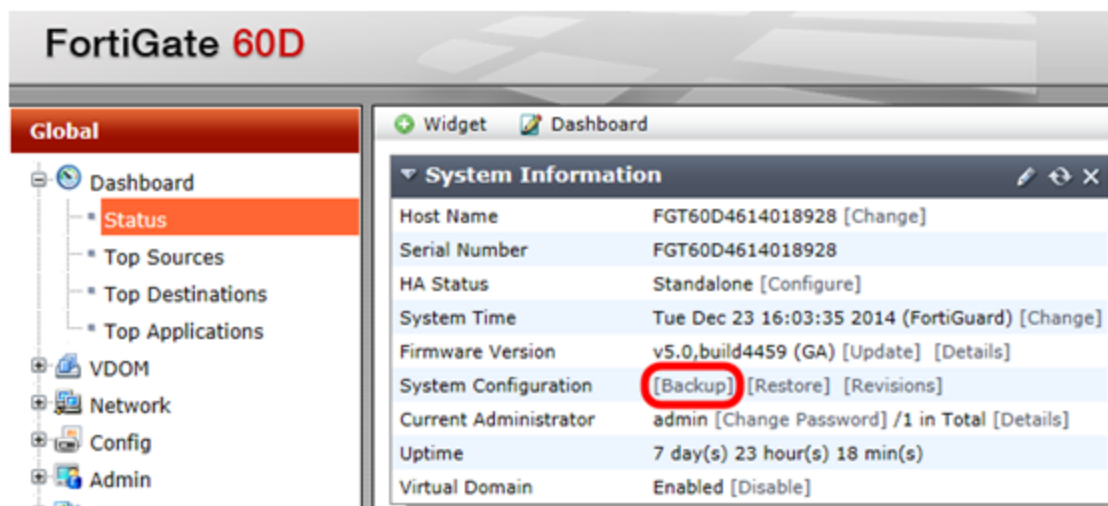 FortiGate 60D
Global
Widget Dashboard
Dashboard
Status
Top Sources
Top Destinations
Top Applications
VDOM
Network
Config
Admin
System Information
Host Name FGT60D4614018928 [Change]
Serial Number FGT60D4614018928
HA Status Standalone [Configure]
System Time Tue Dec 23 16:03:35 2014 (FortiGuard) [Change]
Firmware Version v5.0,build4459 (GA) [Update] [Details]
System Configuration [Backup] [Restore] [Revisions]
Current Administrator admin [Change Password] /1 in Total [Details]
Uptime 7 day(s) 23 hour(s) 18 min(s)
Virtual Domain Enabled [Disable]